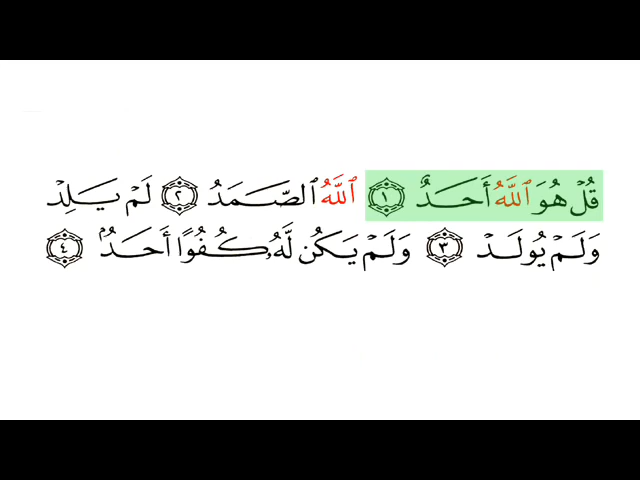 قُلْ هُوَ ٱللَّهُ أَحَدٌ ١ ٱللَّهُ ٱلصَّمَدُ ٢ لَمْ يَلِدْ
وَلَمْ يُولَدْ ٣ وَلَمْ يَكُن لَّهُۥ كُفُوًا أَحَدٌۢ ٤